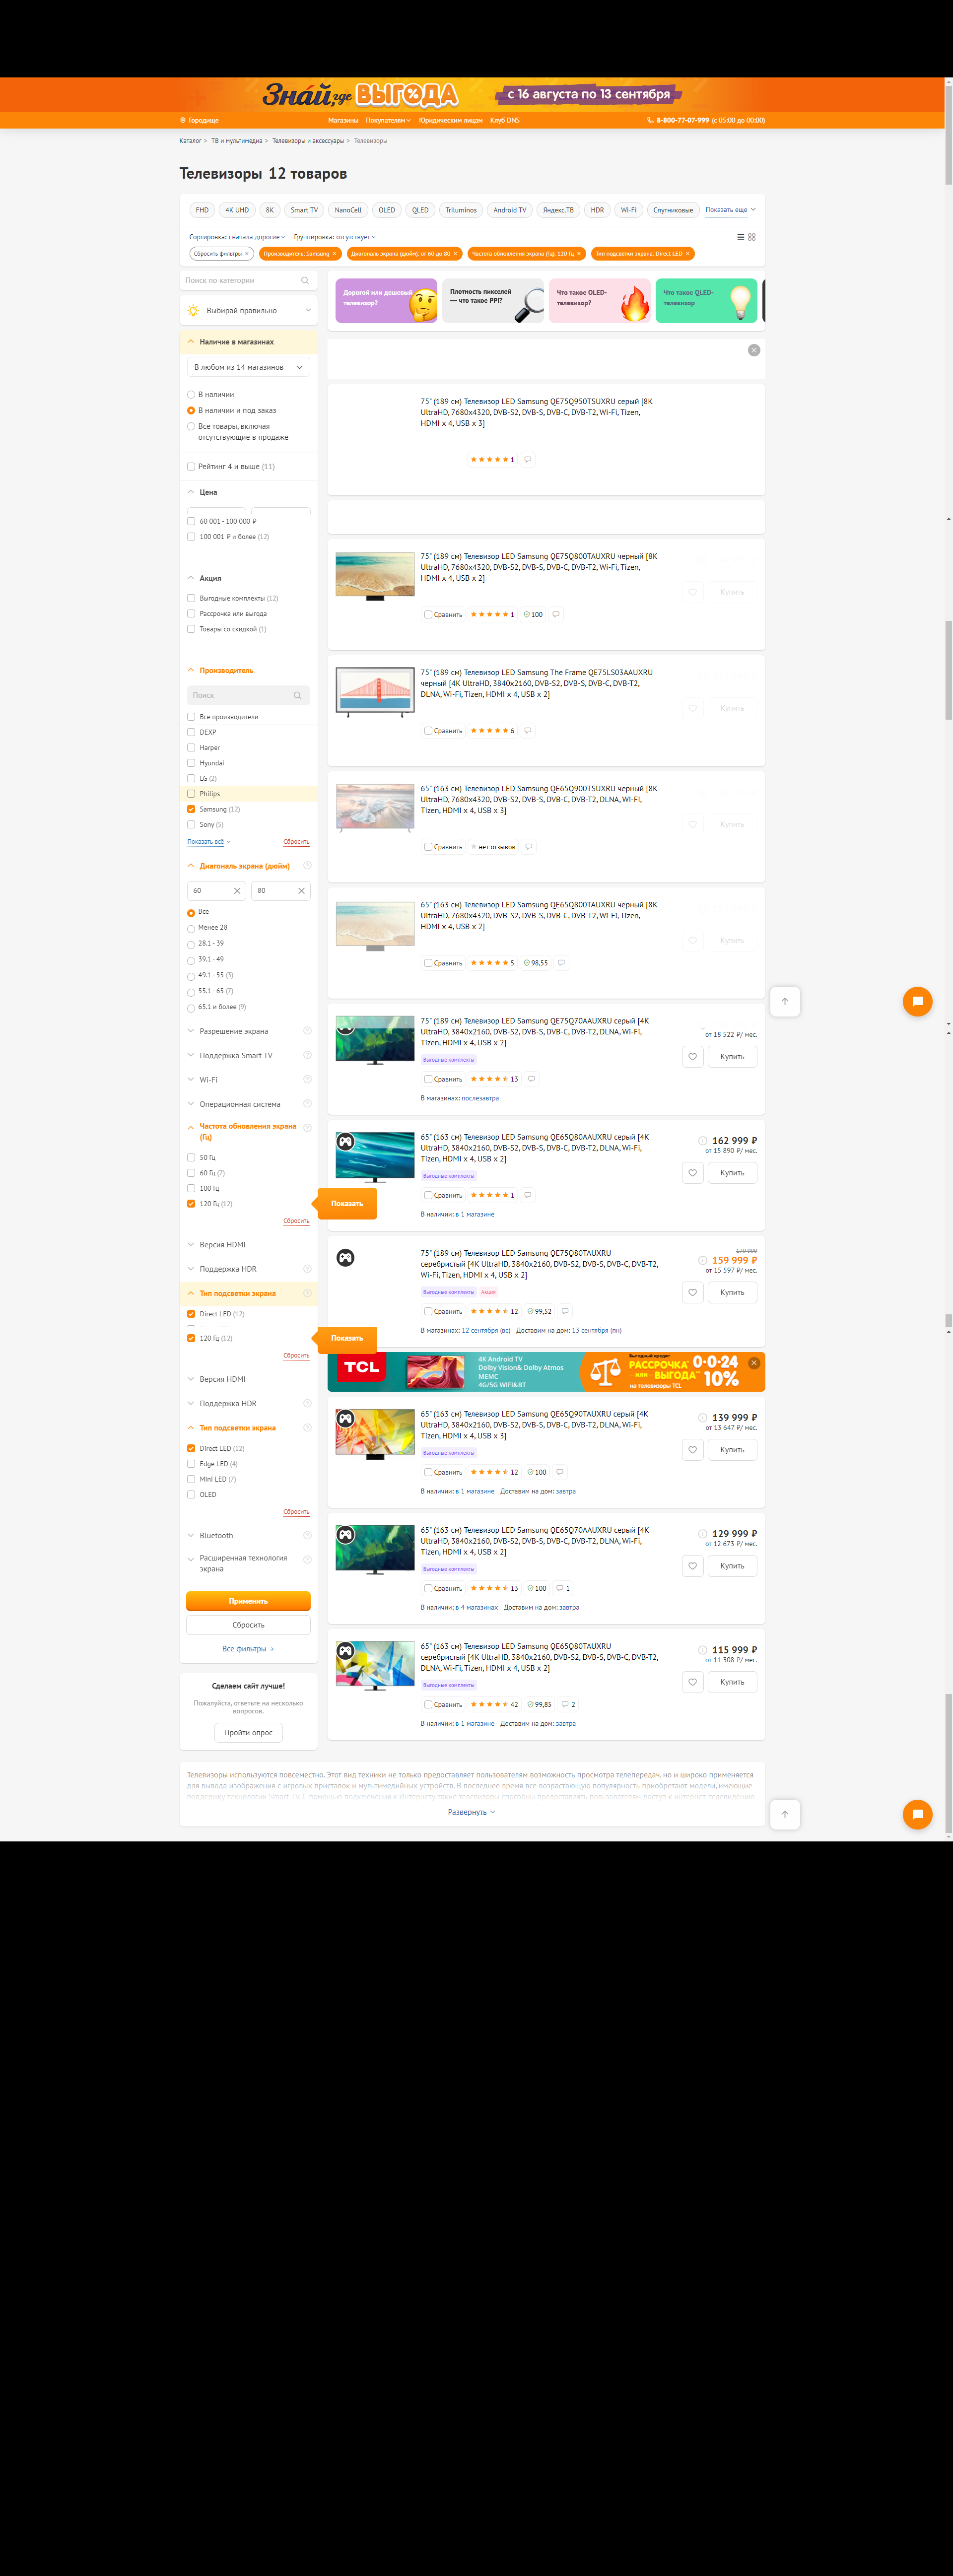 Знай, где ВЫГОДА
с 16 августа по 13 сентября
Городище
Магазины Покупателям Юридическим лицам Клуб DNS
8-800-77-07-999 (с 05:00 до 00:00)
Каталог > ТВ и мультимедиа > Телевизоры и аксессуары > Телевизоры
Телевизоры 12 товаров
FHD 4K UHD 8K Smart TV NanoCell OLED QLED Triluminos Android TV Яндекс.ТВ HDR Wi-Fi Спутниковые Показать еще
Сортировка: сначала дорогие Группировка: отсутствует
Сбросить фильтры × Производитель: Samsung × Диагональ экрана (дюйм): от 60 до 80 × Частота обновления экрана (Гц): 120 Гц × Тип подсветки экрана: Direct LED ×
Поиск по категории
Выбирай правильно
Наличие в магазинах
В любом из 14 магазинов
В наличии
В наличии и под заказ
Все товары, включая
отсутствующие в продаже
Рейтинг 4 и выше (11)
Цена
60 001 - 100 000 ₽
100 001 ₽ и более (12)
Акция
Выгодные комплекты (12)
Рассрочка или выгода
Товары со скидкой (1)
Производитель
Поиск
Все производители
DEXP
Harper
Hyundai
LG (2)
Philips
Samsung (12)
Sony (5)
Показать всё Сбросить
Диагональ экрана (дюйм)
60 80
Все
Менее 28
28.1 - 39
39.1 - 49
49.1 - 55 (3)
55.1 - 65 (7)
65.1 и более (9)
Разрешение экрана
Поддержка Smart TV
Wi-Fi
Операционная система
Частота обновления экрана
(Гц)
50 Гц
60 Гц (7)
100 Гц
120 Гц (12)
Показать
Сбросить
Версия HDMI
Поддержка HDR
Тип подсветки экрана
Direct LED (12)
120 Гц (12)
Показать
Сбросить
Версия HDMI
Поддержка HDR
Тип подсветки экрана
Direct LED (12)
Edge LED (4)
Mini LED (7)
OLED
Сбросить
Bluetooth
Расширенная технология
экрана
Применить
Сбросить
Все фильтры
Сделаем сайт лучше!
Пожалуйста, ответьте на несколько
вопросов.
Пройти опрос
Дорогой или дешевый
телевизор?
Плотность пикселей
— что такое PPI?
Что такое OLED-
телевизор?
Что такое QLED-
телевизор
75" (189 см) Телевизор LED Samsung QE75Q950TSUXRU серый [8K
UltraHD, 7680x4320, DVB-S2, DVB-S, DVB-C, DVB-T2, Wi-Fi, Tizen,
HDMI x 4, USB x 3]
1
75" (189 см) Телевизор LED Samsung QE75Q800TAUXRU черный [8K
UltraHD, 7680x4320, DVB-S2, DVB-S, DVB-C, DVB-T2, Wi-Fi, Tizen,
HDMI x 4, USB x 2]
Купить
Сравнить 1 100
75" (189 см) Телевизор LED Samsung The Frame QE75LS03AAUXRU
черный [4K UltraHD, 3840x2160, DVB-S2, DVB-S, DVB-C, DVB-T2,
DLNA, Wi-Fi, Tizen, HDMI x 4, USB x 2]
Купить
Сравнить 6
65" (163 см) Телевизор LED Samsung QE65Q900TSUXRU черный [8K
UltraHD, 7680x4320, DVB-S2, DVB-S, DVB-C, DVB-T2, DLNA, Wi-Fi,
Tizen, HDMI x 4, USB x 3]
Купить
Сравнить нет отзывов
65" (163 см) Телевизор LED Samsung QE65Q800TAUXRU черный [8K
UltraHD, 7680x4320, DVB-S2, DVB-S, DVB-C, DVB-T2, Wi-Fi, Tizen,
HDMI x 4, USB x 2]
Купить
Сравнить 5 98,55
75" (189 см) Телевизор LED Samsung QE75Q70AAUXRU серый [4K
UltraHD, 3840x2160, DVB-S2, DVB-S, DVB-C, DVB-T2, DLNA, Wi-Fi,
Tizen, HDMI x 4, USB x 2]
от 18 522 ₽/ мес.
Купить
Выгодные комплекты
Сравнить 13
В магазинах: послезавтра
65" (163 см) Телевизор LED Samsung QE65Q80AAUXRU серый [4K
UltraHD, 3840x2160, DVB-S2, DVB-S, DVB-C, DVB-T2, DLNA, Wi-Fi,
Tizen, HDMI x 4, USB x 2]
162 999 ₽
от 15 890 ₽/ мес.
Купить
Выгодные комплекты
Сравнить 1
В наличии: в 1 магазине
75" (189 см) Телевизор LED Samsung QE75Q80TAUXRU
серебристый [4K UltraHD, 3840x2160, DVB-S2, DVB-S, DVB-C, DVB-T2,
Wi-Fi, Tizen, HDMI x 4, USB x 2]
179 999
159 999 ₽
от 15 597 ₽/ мес.
Купить
Выгодные комплекты Акция
Сравнить 12 99,52
В магазинах: 12 сентября (вс) Доставим на дом: 13 сентября (пн)
TCL
4K Android TV
Dolby Vision& Dolby Atmos
MEMC
4G/5G WIFI&BT
Выгодный кредит
РАССРОЧКА 0-0-24
— или — ВЫГОДА 10%
на телевизоры TCL
65" (163 см) Телевизор LED Samsung QE65Q90TAUXRU серый [4K
UltraHD, 3840x2160, DVB-S2, DVB-S, DVB-C, DVB-T2, DLNA, Wi-Fi,
Tizen, HDMI x 4, USB x 3]
139 999 ₽
от 13 647 ₽/ мес.
Купить
Выгодные комплекты
Сравнить 12 100
В наличии: в 1 магазине Доставим на дом: завтра
65" (163 см) Телевизор LED Samsung QE65Q70AAUXRU серый [4K
UltraHD, 3840x2160, DVB-S2, DVB-S, DVB-C, DVB-T2, DLNA, Wi-Fi,
Tizen, HDMI x 4, USB x 2]
129 999 ₽
от 12 673 ₽/ мес.
Купить
Выгодные комплекты
Сравнить 13 100 1
В наличии: в 4 магазинах Доставим на дом: завтра
65" (163 см) Телевизор LED Samsung QE65Q80TAUXRU
серебристый [4K UltraHD, 3840x2160, DVB-S2, DVB-S, DVB-C, DVB-T2,
DLNA, Wi-Fi, Tizen, HDMI x 4, USB x 2]
115 999 ₽
от 11 308 ₽/ мес.
Купить
Выгодные комплекты
Сравнить 42 99,85 2
В наличии: в 1 магазине Доставим на дом: завтра
Телевизоры используются повсеместно. Этот вид техники не только предоставляет пользователям возможность просмотра телепередач, но и широко применяется
для вывода изображения с игровых приставок и мультимедийных устройств. В последнее время все возрастающую популярность приобретают модели, имеющие
поддержку технологии Smart TV. С помощью подключения к Интернету такие телевизоры способны предоставлять пользователям доступ к интернет-телевидению
Развернуть